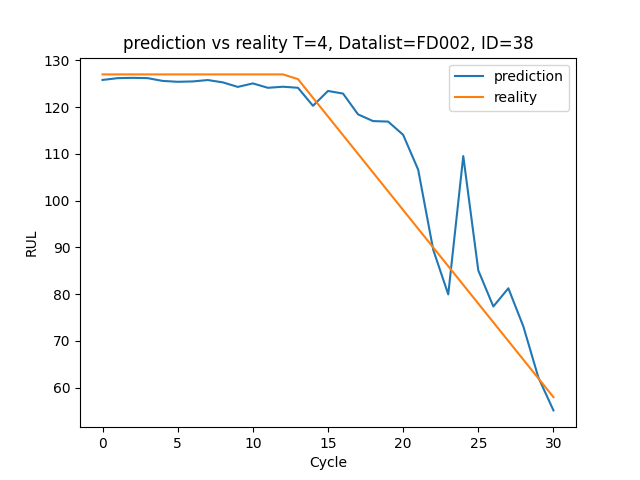 prediction vs reality T=4, Datalist=FD002, ID=38
prediction
reality
130
120
110
100
90
80
70
60
RUL
0 5 10 15 20 25 30
Cycle